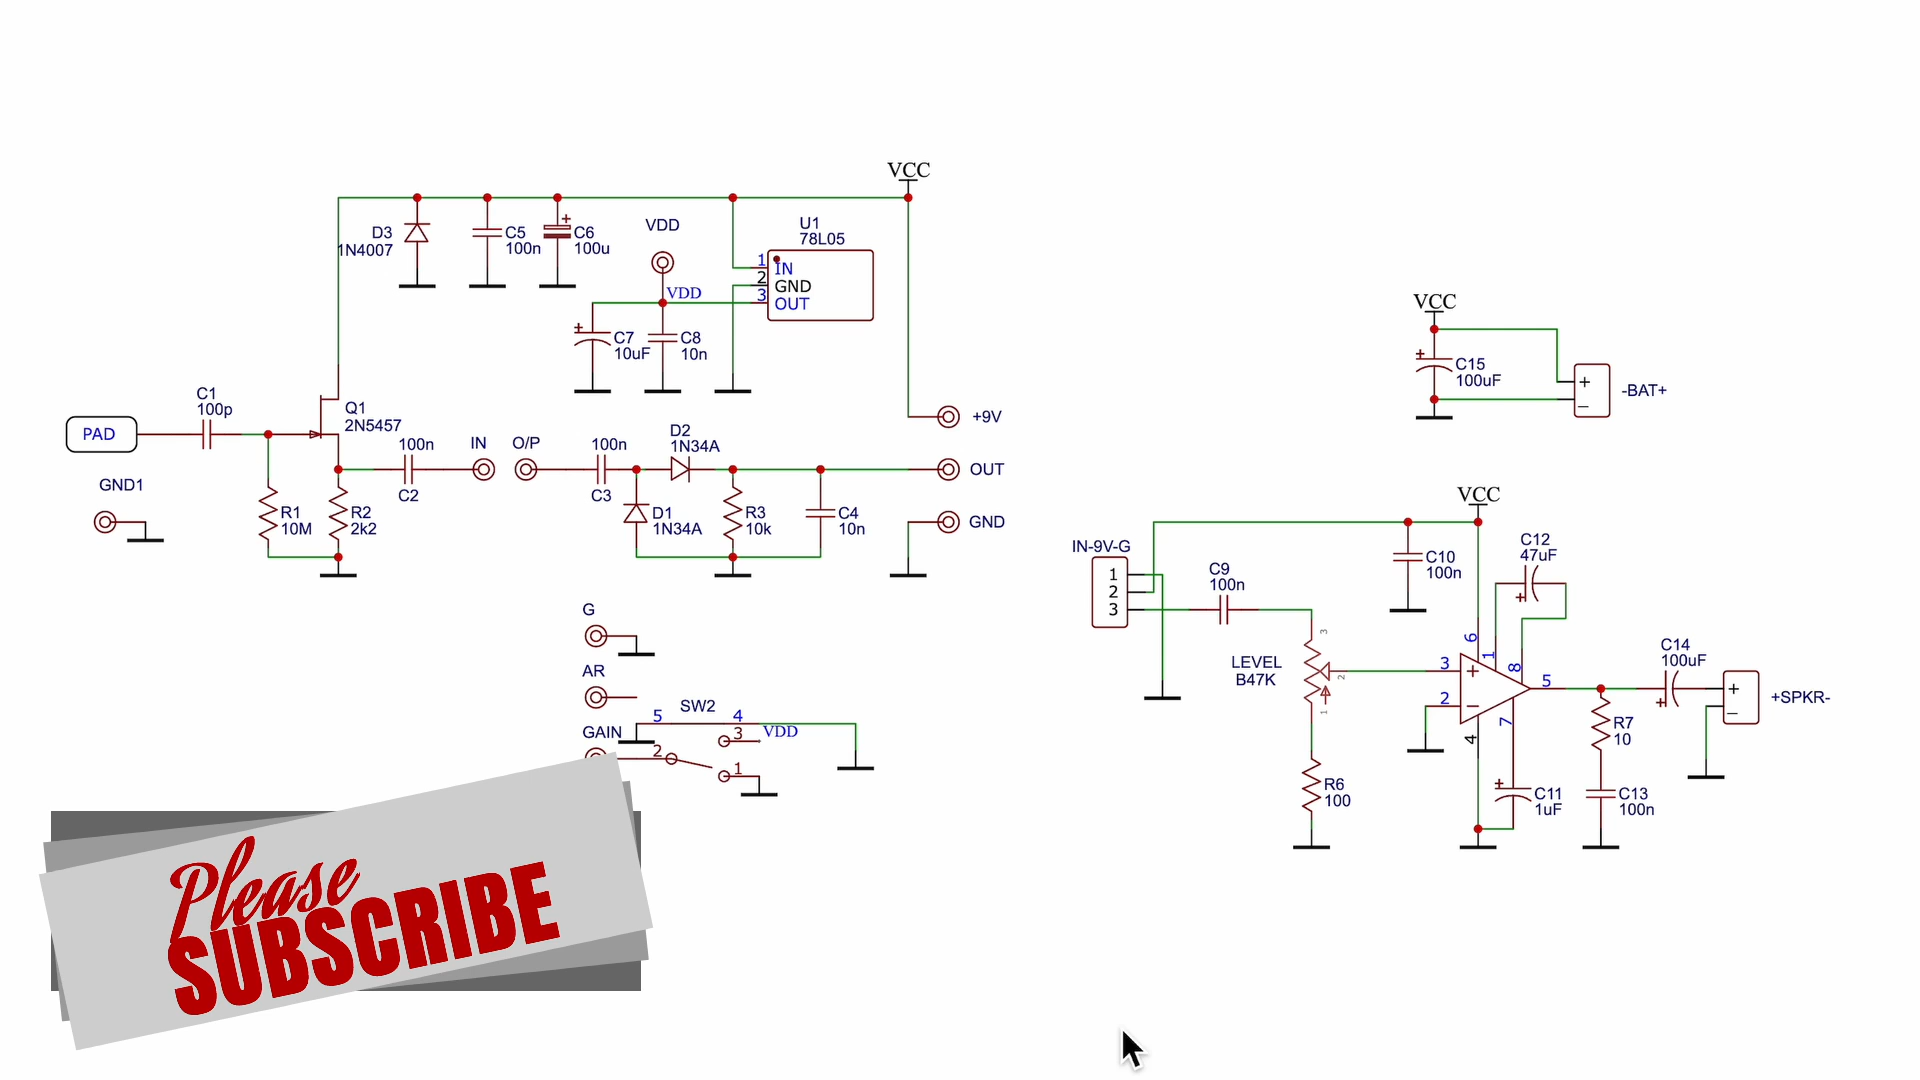 VCC
D3
1N4007
C5
100n
C6
100u
VDD
U1
78L05
1 IN
2 GND
3 OUT
VDD
C7
10uF
C8
10n
C1
100p
PAD
Q1
2N5457
+9V
100n
C2
IN
O/P
100n
C3
D2
1N34A
OUT
GND1
R1
10M
R2
2k2
D1
1N34A
R3
10k
C4
10n
GND
G
AR
GAIN
SW2
5
4
3
VDD
2
1
VCC
C15
100uF
+
-BAT+
VCC
IN-9V-G
1
2
3
C9
100n
C10
100n
C12
47uF
LEVEL
B47K
3
2
1
R6
100
6
1
8
3
2
5
7
4
C14
100uF
+SPKR-
R7
10
C11
1uF
C13
100n
Please
SUBSCRIBE